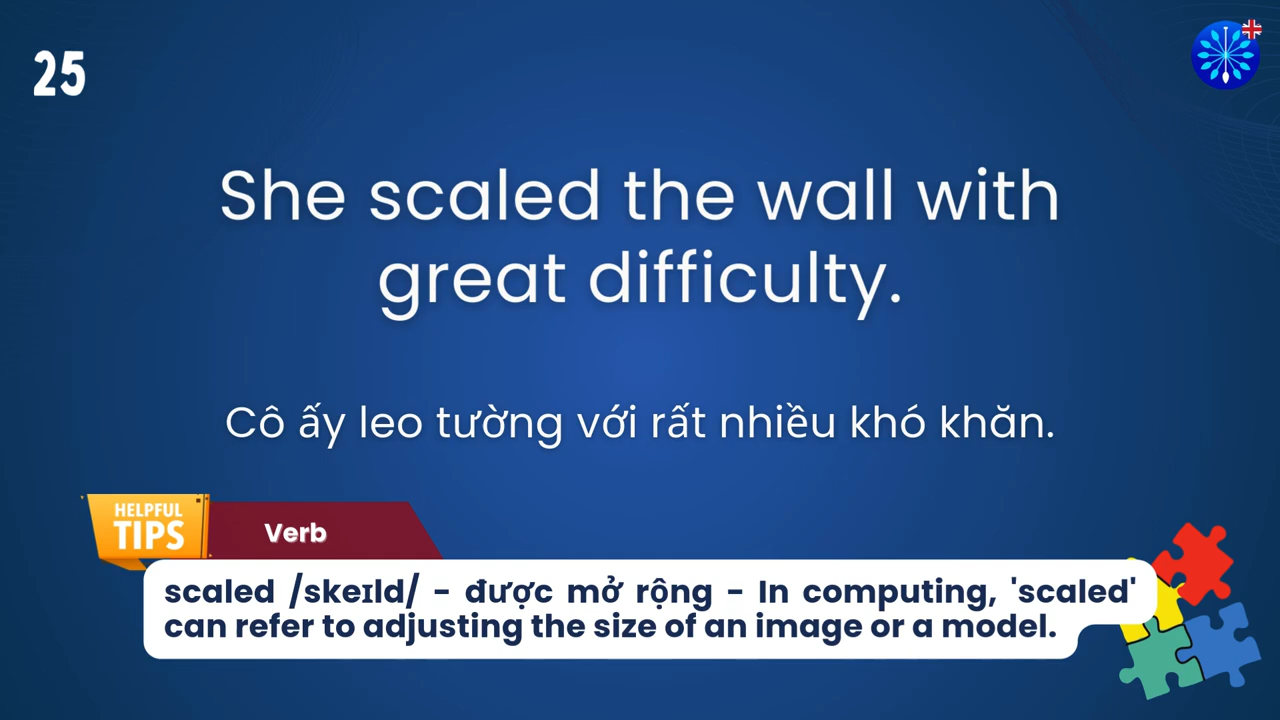 25
She scaled the wall with
great difficulty.
Cô ấy leo tường với rất nhiều khó khăn.
HELPFUL
TIPS
Verb
scaled /skeɪld/ - được mở rộng - In computing, 'scaled'
can refer to adjusting the size of an image or a model.